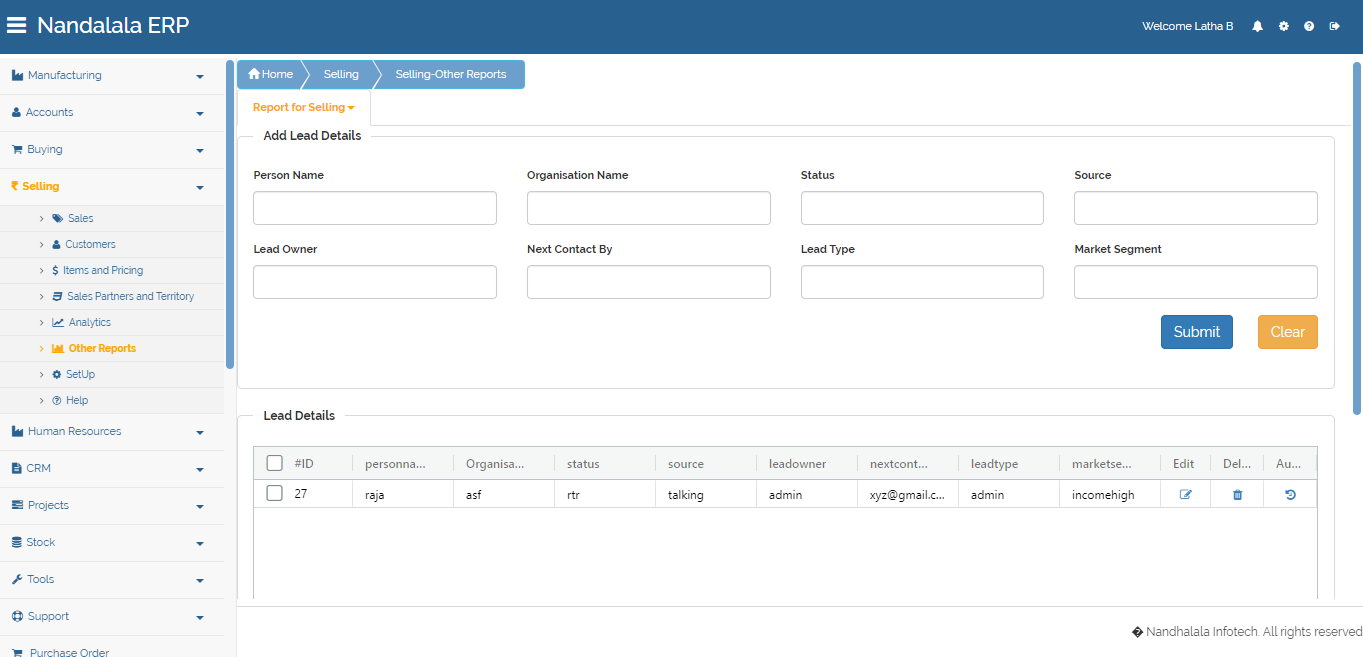 Nandalala ERP
Welcome Latha B
Manufacturing
Accounts
Buying
Selling
Sales
Customers
Items and Pricing
Sales Partners and Territory
Analytics
Other Reports
SetUp
Help
Human Resources
CRM
Projects
Stock
Tools
Support
Purchase Order
Home Selling Selling-Other Reports
Report for Selling
Add Lead Details
Person Name Organisation Name Status Source
Lead Owner Next Contact By Lead Type Market Segment
Submit Clear
Lead Details
#ID personna... Organisa... status source leadowner nextcont... leadtype marketse... Edit Del... Au...
27 raja asf rtr talking admin xyz@gmail.c... admin incomehigh
� Nandhalala Infotech. All rights reserved